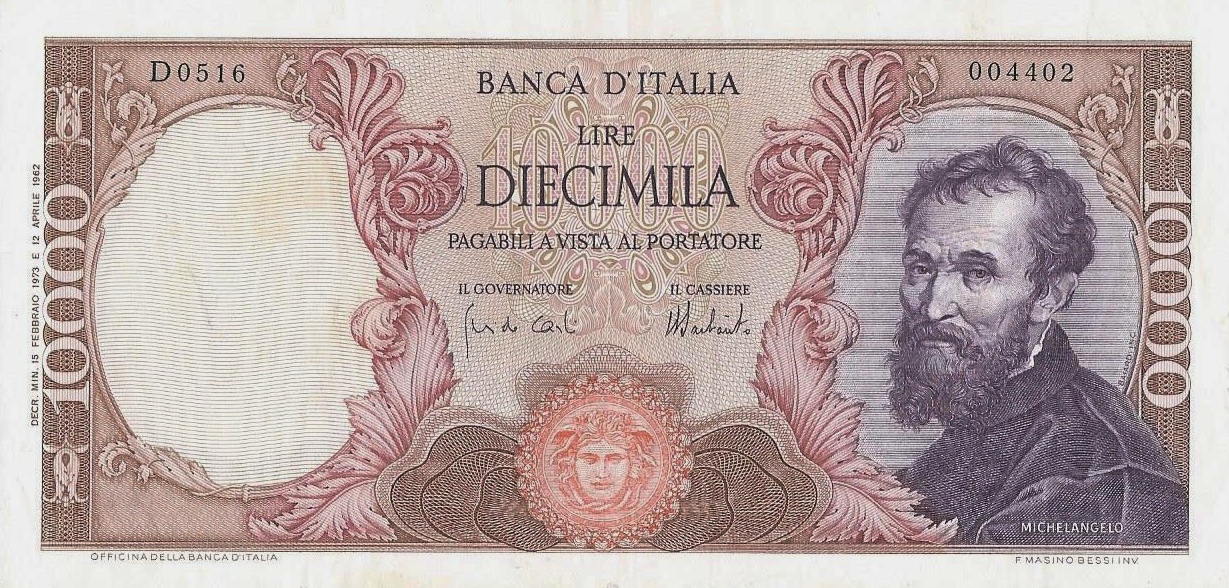 D0516
004402
BANCA D'ITALIA
LIRE
10000
DIECIMILA
PAGABILI A VISTA AL PORTATORE
IL GOVERNATORE
IL CASSIERE
10000
10000
DECR. MIN. 15 FEBBRAIO 1973 E 12 APRILE 1962
MICHELANGELO
OFFICINA DELLA BANCA D'ITALIA
F. MASINO BESSI INV.